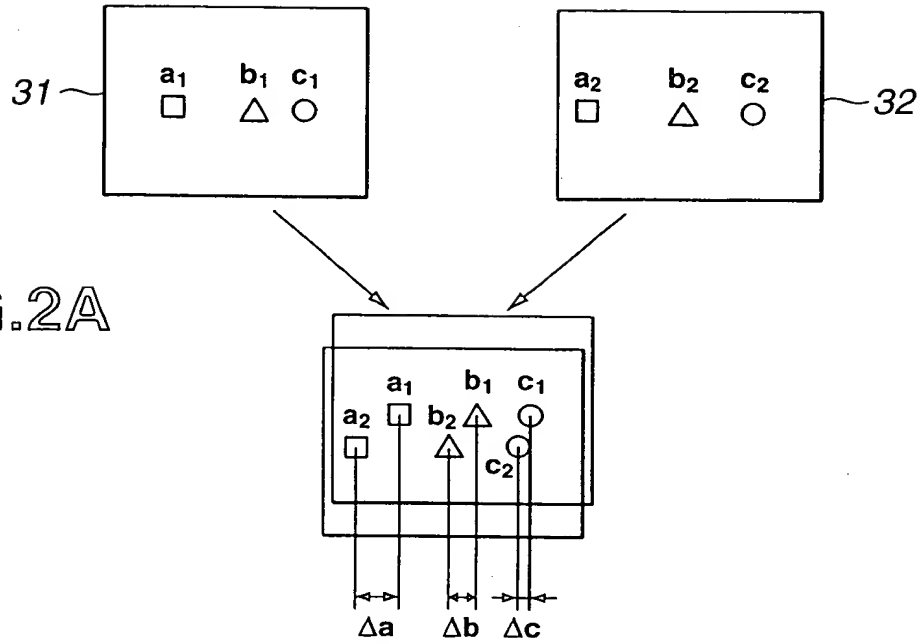 a₁ b₁ c₁
31
a₂ b₂ c₂
32
.2A
a₁ b₁ c₁
a₂ b₂
c₂
Δa Δb Δc